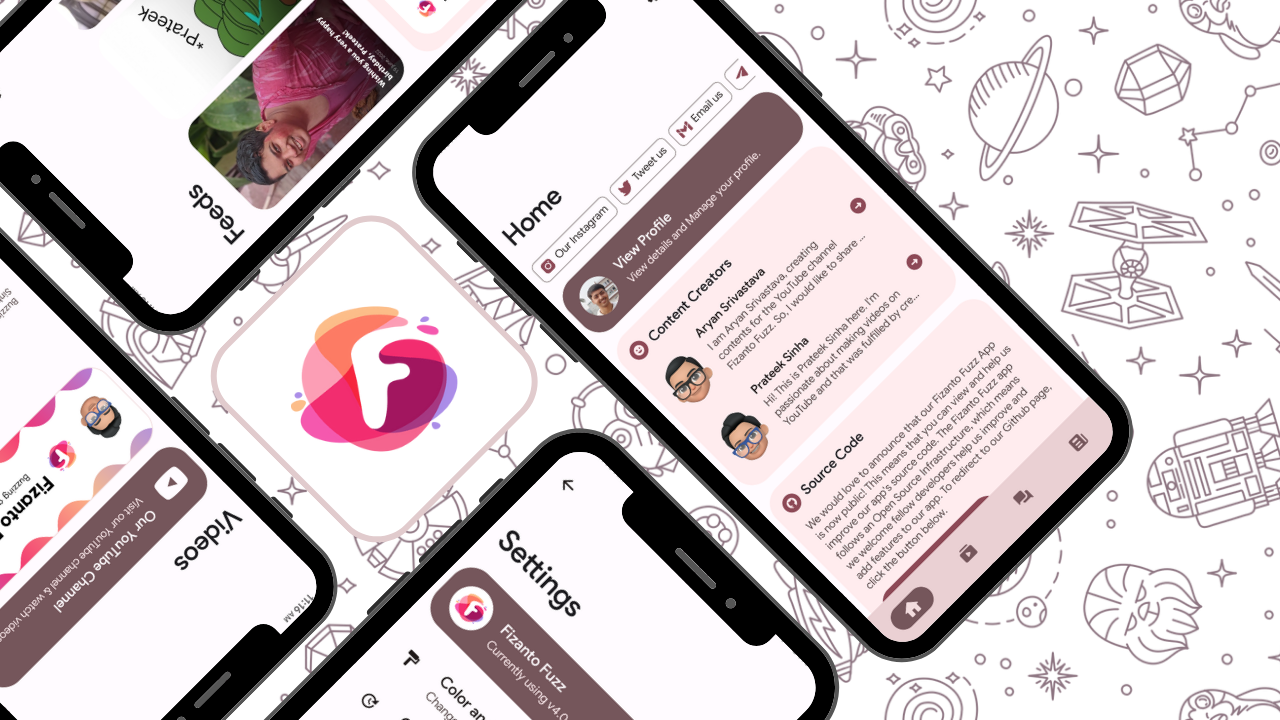 *Prateek
Wishing you a very happy
birthday, Prateek!
Feeds
Home
Our Instagram
Tweet us
Email us
View Profile
View details and Manage your profile.
Content Creators
Aryan Srivastava
I am Aryan Srivastava, creating
contents for the YouTube channel
Fizanto Fuzz. So, I would like to share ...
Prateek Sinha
Hi! This is Prateek Sinha here. I'm
passionate about making videos on
YouTube and that was fulfilled by cre...
Source Code
We would love to announce that our Fizanto Fuzz App
is now public! This means that you can view and help us
improve our app's source code. The Fizanto Fuzz app
follows an Open Source Infrastructure, which means
we welcome fellow developers help us improve and
add features to our app. To redirect to our Github page,
click the button below.
F
11:16 AM
Videos
Our YouTube Channel
Visit our YouTube channel & watch videos
Fizanto
Buzzing
Settings
Fizanto Fuzz
Currently using v4.0
Color an
Change